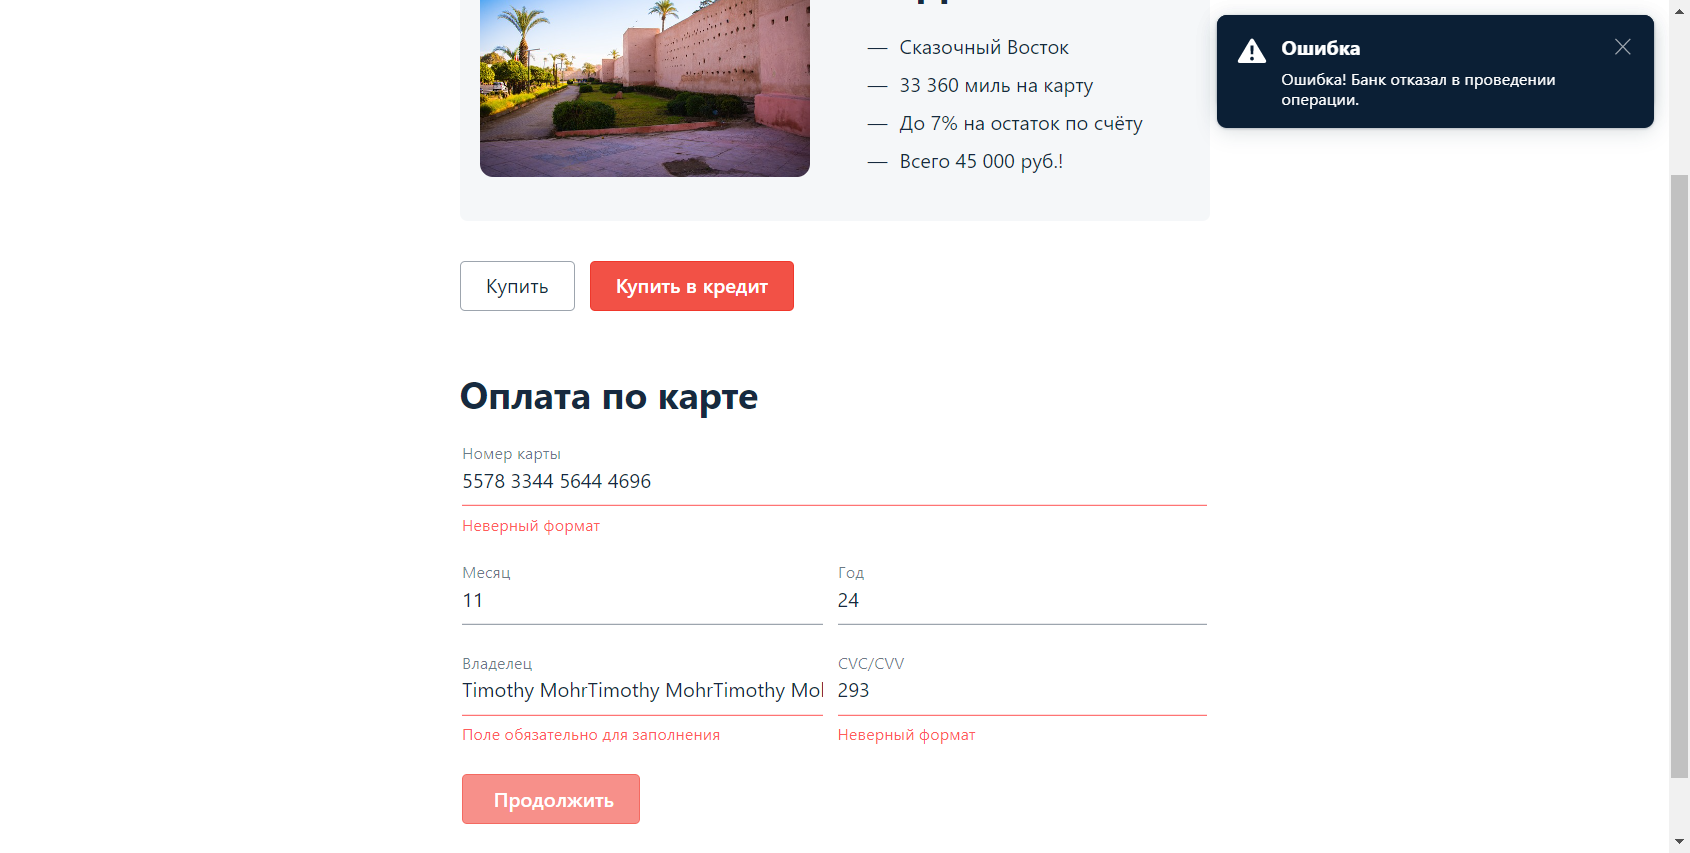 Ошибка
Ошибка! Банк отказал в проведении
операции.
— Сказочный Восток
— 33 360 миль на карту
— До 7% на остаток по счёту
— Всего 45 000 руб.!
Купить
Купить в кредит
Оплата по карте
Номер карты
5578 3344 5644 4696
Неверный формат
Месяц
11
Год
24
Владелец
Timothy MohrTimothy MohrTimothy Mol
Поле обязательно для заполнения
CVC/CVV
293
Неверный формат
Продолжить